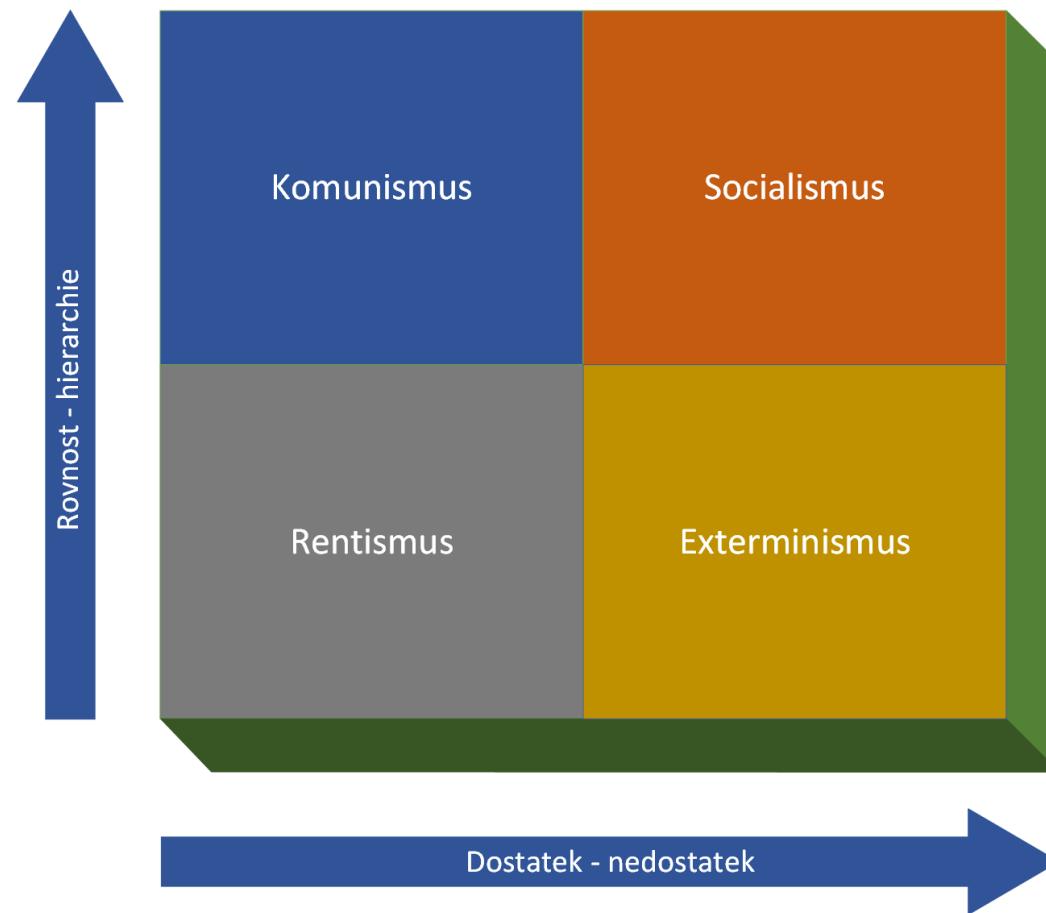 Komunismus
Socialismus
Rovnost - hierarchie
Rentismus
Exterminismus
Dostatek - nedostatek